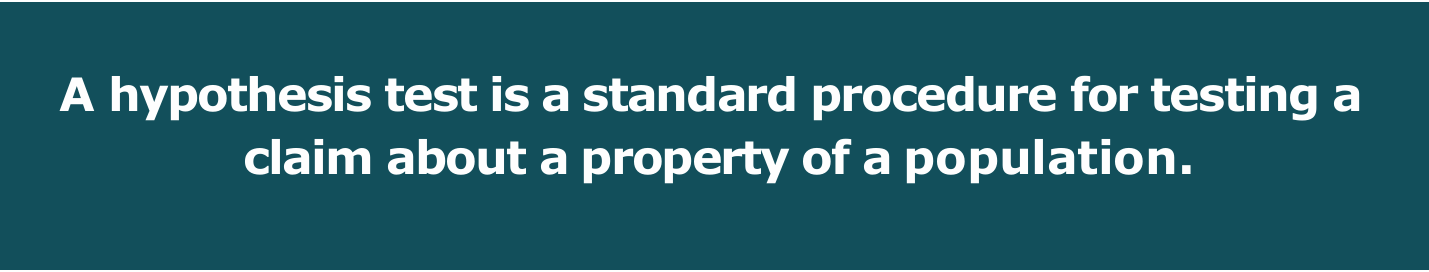 A hypothesis test is a standard procedure for testing a
claim about a property of a population.